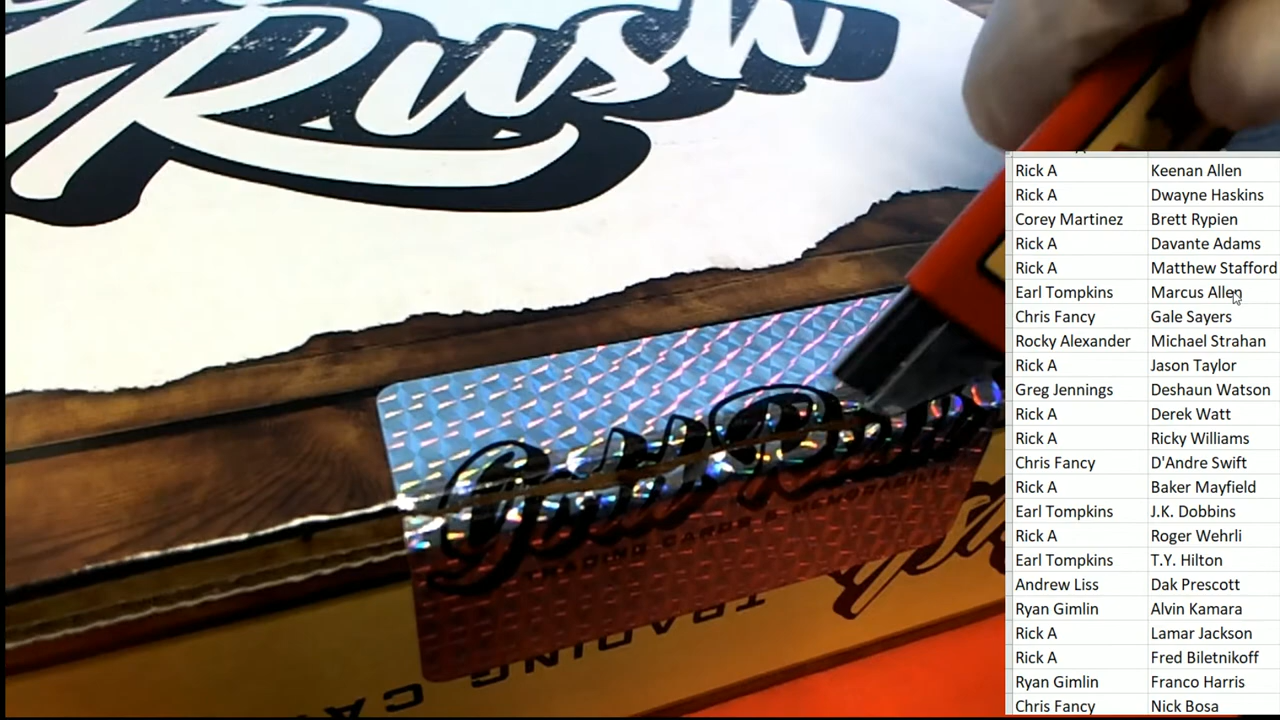 Rush
Gold Rush
TRADING CARDS & MEMORABILIA
TRADING CA
Rick A Keenan Allen
Rick A Dwayne Haskins
Corey Martinez Brett Rypien
Rick A Davante Adams
Rick A Matthew Stafford
Earl Tompkins Marcus Allen
Chris Fancy Gale Sayers
Rocky Alexander Michael Strahan
Rick A Jason Taylor
Greg Jennings Deshaun Watson
Rick A Derek Watt
Rick A Ricky Williams
Chris Fancy D'Andre Swift
Rick A Baker Mayfield
Earl Tompkins J.K. Dobbins
Rick A Roger Wehrli
Earl Tompkins T.Y. Hilton
Andrew Liss Dak Prescott
Ryan Gimlin Alvin Kamara
Rick A Lamar Jackson
Rick A Fred Biletnikoff
Ryan Gimlin Franco Harris
Chris Fancy Nick Bosa